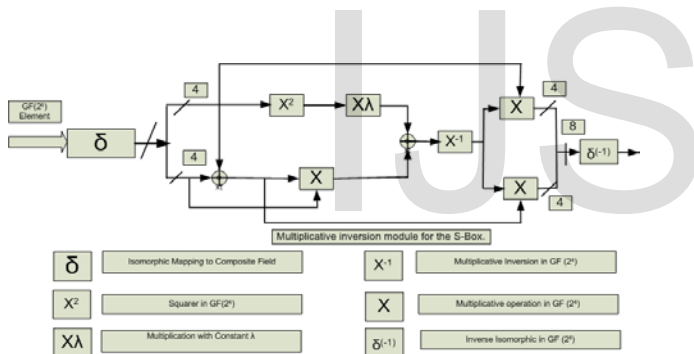 IJS
GF(2⁸)
Element
δ
4
4
X²
Xλ
X
X⁻¹
X
X
4
8
4
δ(-1)
Multiplicative inversion module for the S-Box.
δ Isomorphic Mapping to Composite Field
X⁻¹ Multiplicative Inversion in GF (2⁴)
X² Squarer in GF(2⁴)
X Multiplicative operation in GF (2⁴)
Xλ Multiplication with Constant λ
δ(-1) Inverse Isomorphic in GF (2⁸)